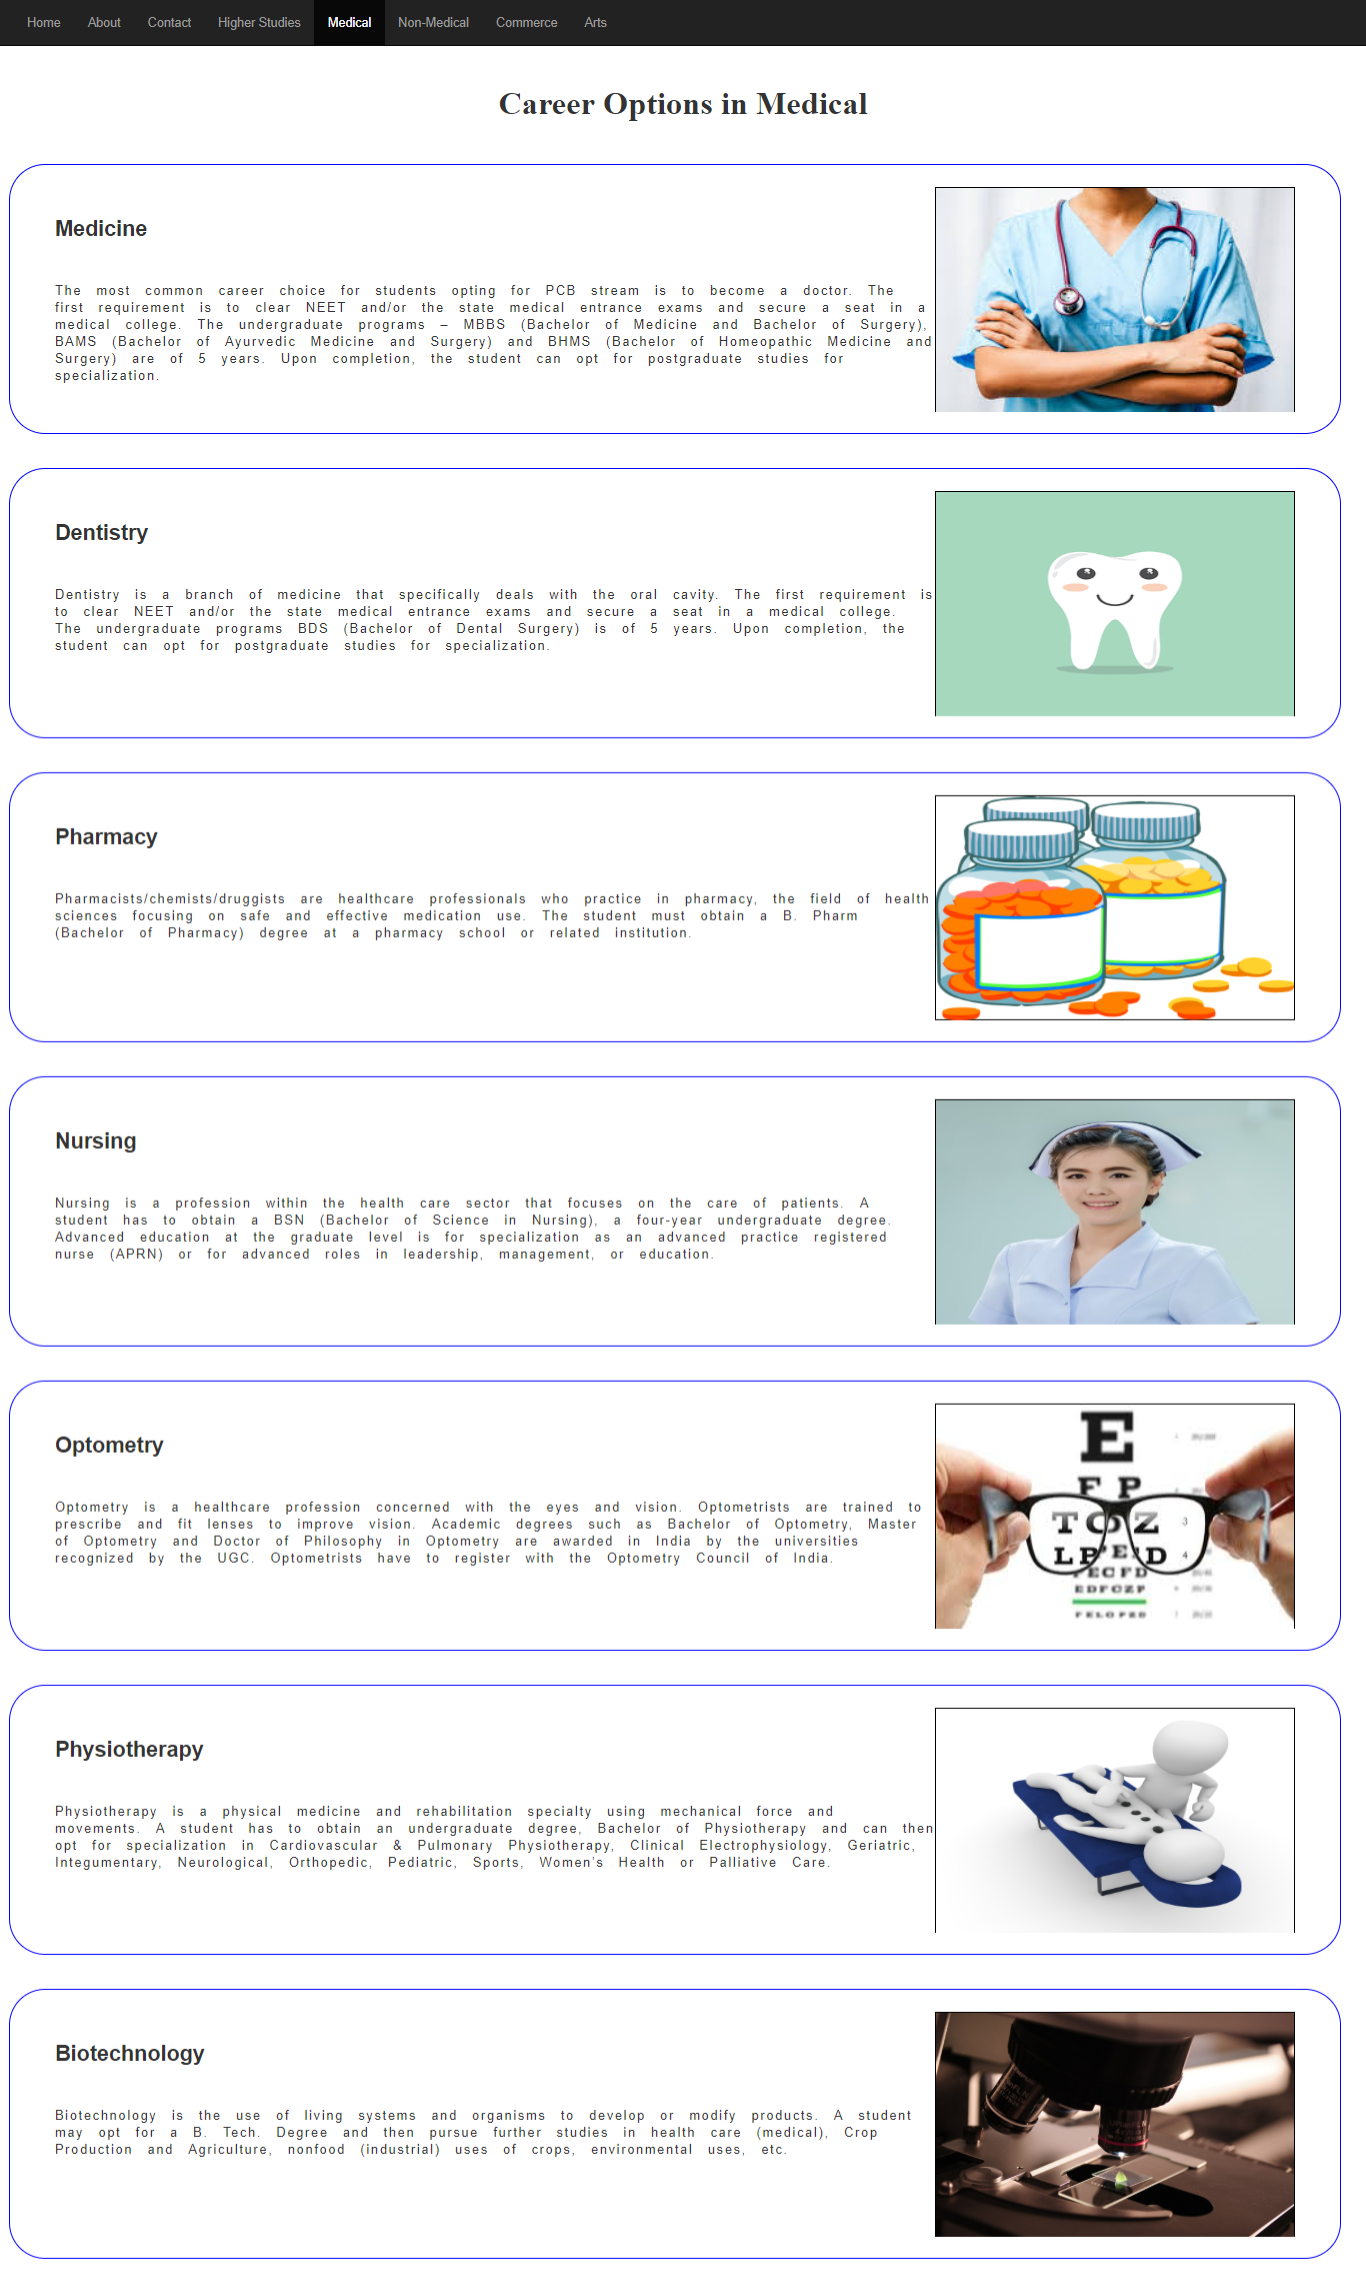 Home About Contact Higher Studies Medical Non-Medical Commerce Arts
Career Options in Medical
Medicine
The most common career choice for students opting for PCB stream is to become a doctor. The
first requirement is to clear NEET and/or the state medical entrance exams and secure a seat in a
medical college. The undergraduate programs – MBBS (Bachelor of Medicine and Bachelor of Surgery),
BAMS (Bachelor of Ayurvedic Medicine and Surgery) and BHMS (Bachelor of Homeopathic Medicine and
Surgery) are of 5 years. Upon completion, the student can opt for postgraduate studies for
specialization.
Dentistry
Dentistry is a branch of medicine that specifically deals with the oral cavity. The first requirement is
to clear NEET and/or the state medical entrance exams and secure a seat in a medical college.
The undergraduate programs BDS (Bachelor of Dental Surgery) is of 5 years. Upon completion, the
student can opt for postgraduate studies for specialization.
Pharmacy
Pharmacists/chemists/druggists are healthcare professionals who practice in pharmacy, the field of health
sciences focusing on safe and effective medication use. The student must obtain a B. Pharm
(Bachelor of Pharmacy) degree at a pharmacy school or related institution.
Nursing
Nursing is a profession within the health care sector that focuses on the care of patients. A
student has to obtain a BSN (Bachelor of Science in Nursing), a four-year undergraduate degree.
Advanced education at the graduate level is for specialization as an advanced practice registered
nurse (APRN) or for advanced roles in leadership, management, or education.
Optometry
Optometry is a healthcare profession concerned with the eyes and vision. Optometrists are trained to
prescribe and fit lenses to improve vision. Academic degrees such as Bachelor of Optometry, Master
of Optometry and Doctor of Philosophy in Optometry are awarded in India by the universities
recognized by the UGC. Optometrists have to register with the Optometry Council of India.
E
F P
T O Z 3
L P E D 4
P E C F D
E D F C Z P
F E L O P Z D
Physiotherapy
Physiotherapy is a physical medicine and rehabilitation specialty using mechanical force and
movements. A student has to obtain an undergraduate degree, Bachelor of Physiotherapy and can then
opt for specialization in Cardiovascular & Pulmonary Physiotherapy, Clinical Electrophysiology, Geriatric,
Integumentary, Neurological, Orthopedic, Pediatric, Sports, Women's Health or Palliative Care.
Biotechnology
Biotechnology is the use of living systems and organisms to develop or modify products. A student
may opt for a B. Tech. Degree and then pursue further studies in health care (medical), Crop
Production and Agriculture, nonfood (industrial) uses of crops, environmental uses, etc.